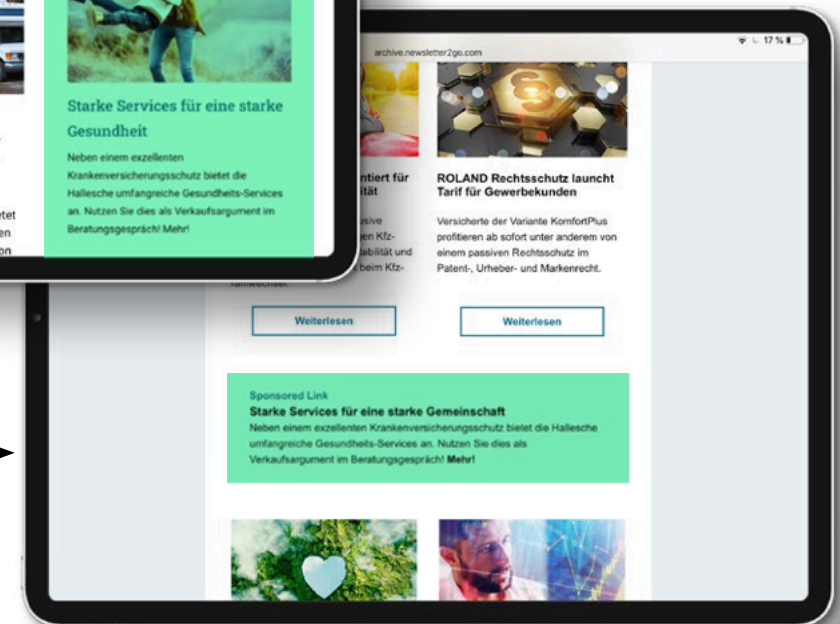 Starke Services für eine starke
Gesundheit
Neben einem exzellenten
Krankenversicherungsschutz bietet die
Hallesche umfangreiche Gesundheits-Services
an. Nutzen Sie dies als Verkaufsargument im
Beratungsgespräch! Mehr!
archive.newsletter2go.com
17 %
ROLAND Rechtsschutz launcht
Tarif für Gewerbekunden
Versicherte der Variante KomfortPlus
profitieren ab sofort unter anderem von
einem passiven Rechtsschutz im
Patent-, Urheber- und Markenrecht.
für
beim Kfz-
Weiterlesen
Weiterlesen
Sponsored Link
Starke Services für eine starke Gemeinschaft
Neben einem exzellenten Krankenversicherungsschutz bietet die Hallesche
umfangreiche Gesundheits-Services an. Nutzen Sie dies als
Verkaufsargument im Beratungsgespräch! Mehr!